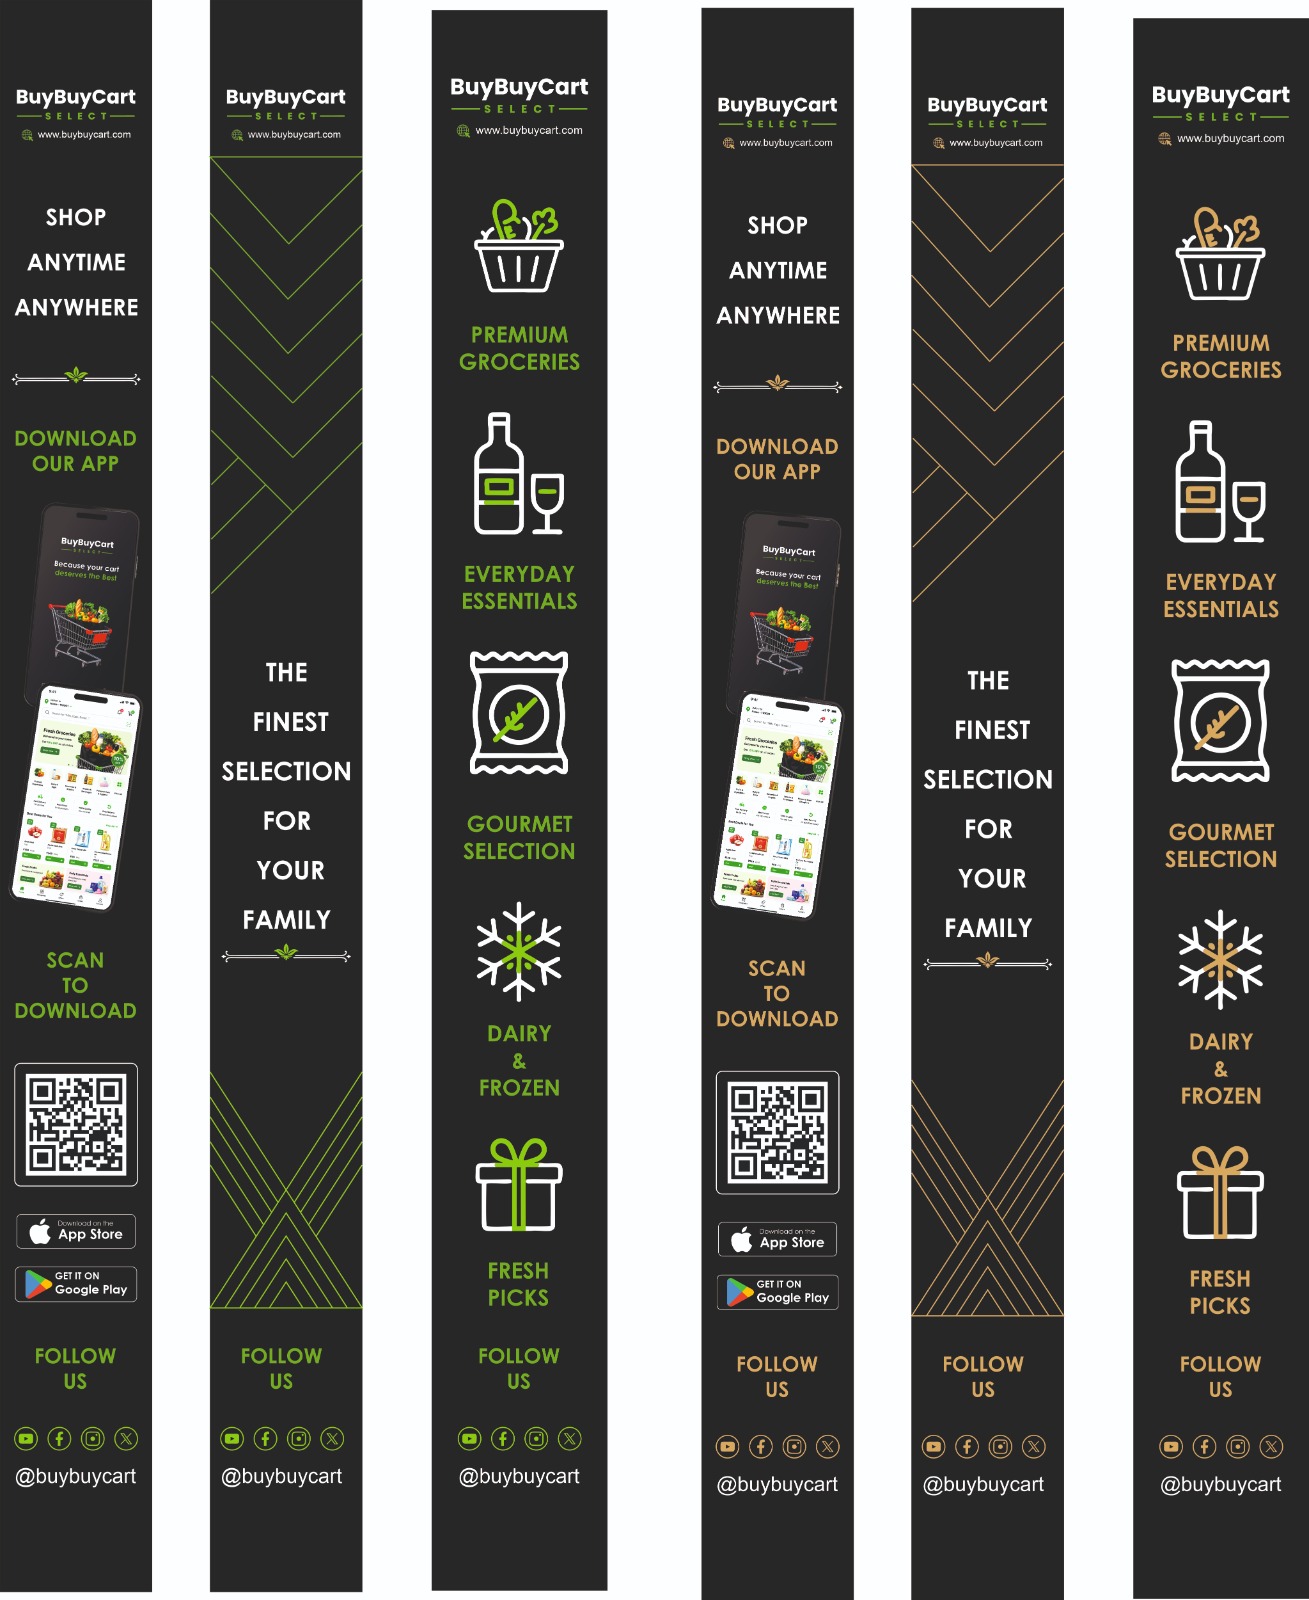 BuyBuyCart
SELECT
www.buybuycart.com
SHOP
ANYTIME
ANYWHERE
DOWNLOAD
OUR APP
BuyBuyCart
SELECT
Because your cart
deserves the Best
Fresh Groceries
SCAN
TO
DOWNLOAD
Download on the
App Store
GET IT ON
Google Play
FOLLOW
US
@buybuycart
BuyBuyCart
SELECT
www.buybuycart.com
THE
FINEST
SELECTION
FOR
YOUR
FAMILY
FOLLOW
US
@buybuycart
BuyBuyCart
SELECT
www.buybuycart.com
PREMIUM
GROCERIES
EVERYDAY
ESSENTIALS
GOURMET
SELECTION
DAIRY
&
FROZEN
FRESH
PICKS
FOLLOW
US
@buybuycart
BuyBuyCart
SELECT
www.buybuycart.com
SHOP
ANYTIME
ANYWHERE
DOWNLOAD
OUR APP
BuyBuyCart
SELECT
Because your cart
deserves the Best
Fresh Groceries
SCAN
TO
DOWNLOAD
Download on the
App Store
GET IT ON
Google Play
FOLLOW
US
@buybuycart
BuyBuyCart
SELECT
www.buybuycart.com
THE
FINEST
SELECTION
FOR
YOUR
FAMILY
FOLLOW
US
@buybuycart
BuyBuyCart
SELECT
www.buybuycart.com
PREMIUM
GROCERIES
EVERYDAY
ESSENTIALS
GOURMET
SELECTION
DAIRY
&
FROZEN
FRESH
PICKS
FOLLOW
US
@buybuycart